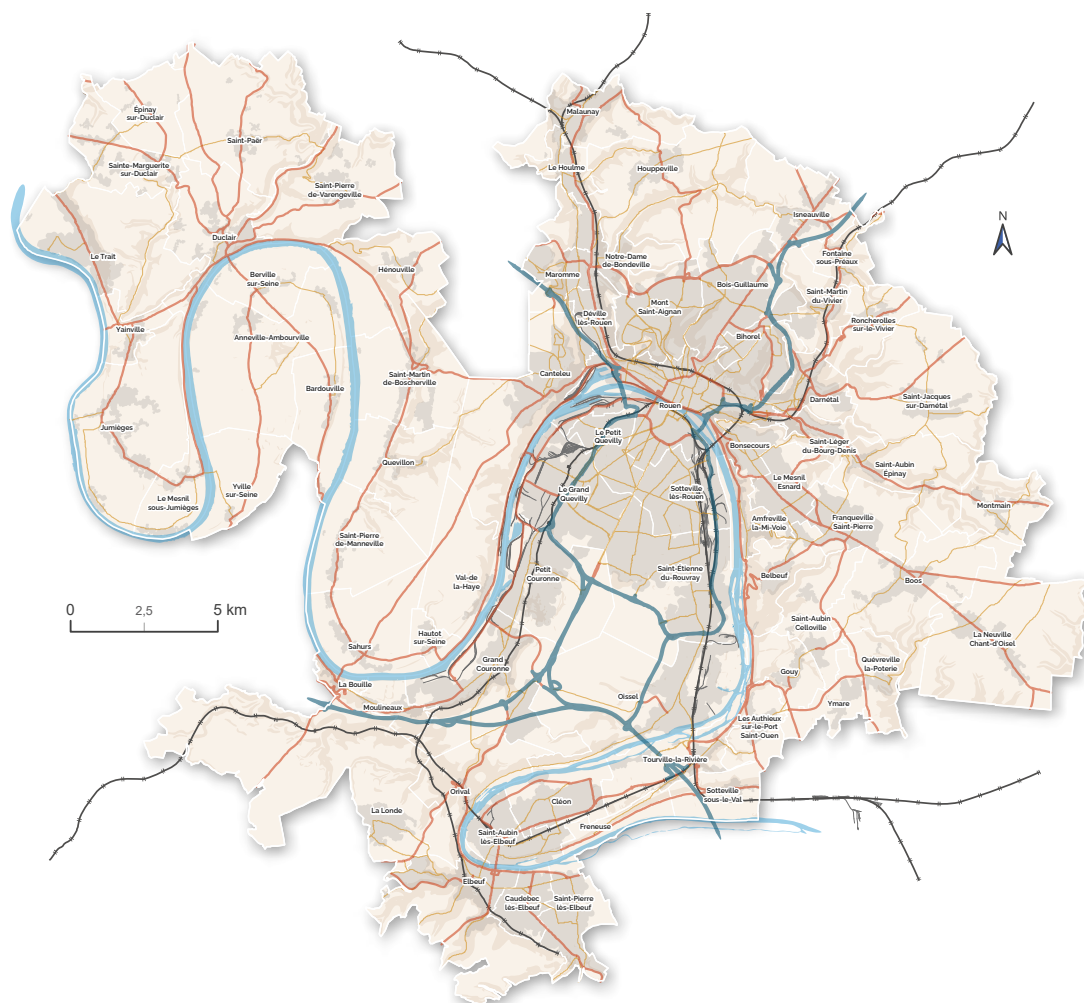 Malaunay
Épinay
sur-Duclair
Saint-Paër
Le Houlme
Houppeville
Sainte-Marguerite
sur-Duclair
Saint-Pierre
de-Varengeville
Isneauville
N
Duclair
Le Trait
Notre-Dame
de-Bondeville
Fontaine
sous-Préaux
Hénouville
Berville
sur-Seine
Maromme
Bois-Guillaume
Saint-Martin
du-Vivier
Mont
Saint-Aignan
Déville
lès-Rouen
Roncherolles
sur-le-Vivier
Yainville
Anneville-Ambourville
Bihorel
Canteleu
Saint-Martin
de-Boscherville
Bardouville
Saint-Jacques
sur-Darnétal
Darnétal
Rouen
Jumièges
Le Petit
Quevilly
Bonsecours
Saint-Léger
du-Bourg-Denis
Quevillon
Saint-Aubin
Épinay
Le Mesnil
Esnard
Yville
sur-Seine
Le Mesnil
sous-Jumièges
Le Grand
Quevilly
Sotteville
lès-Rouen
Montmain
Amfreville
la-Mi-Voie
Franqueville
Saint-Pierre
Saint-Pierre
de-Manneville
Petit
Couronne
Saint-Étienne
du-Rouvray
Val-de
la-Haye
Belbeuf
Boos
0
2,5
5 km
Saint-Aubin
Celloville
Hautot
sur-Seine
La Neuville
Chant-d'Oisel
Sahurs
Grand
Couronne
Quévreville
la-Poterie
Gouy
La Bouille
Oissel
Ymare
Moulineaux
Les Authieux
sur-le-Port
Saint-Ouen
Tourville-la-Rivière
Orival
Sotteville
sous-le-Val
Cléon
La Londe
Freneuse
Saint-Aubin
lès-Elbeuf
Elbeuf
Caudebec
lès-Elbeuf
Saint-Pierre
lès-Elbeuf